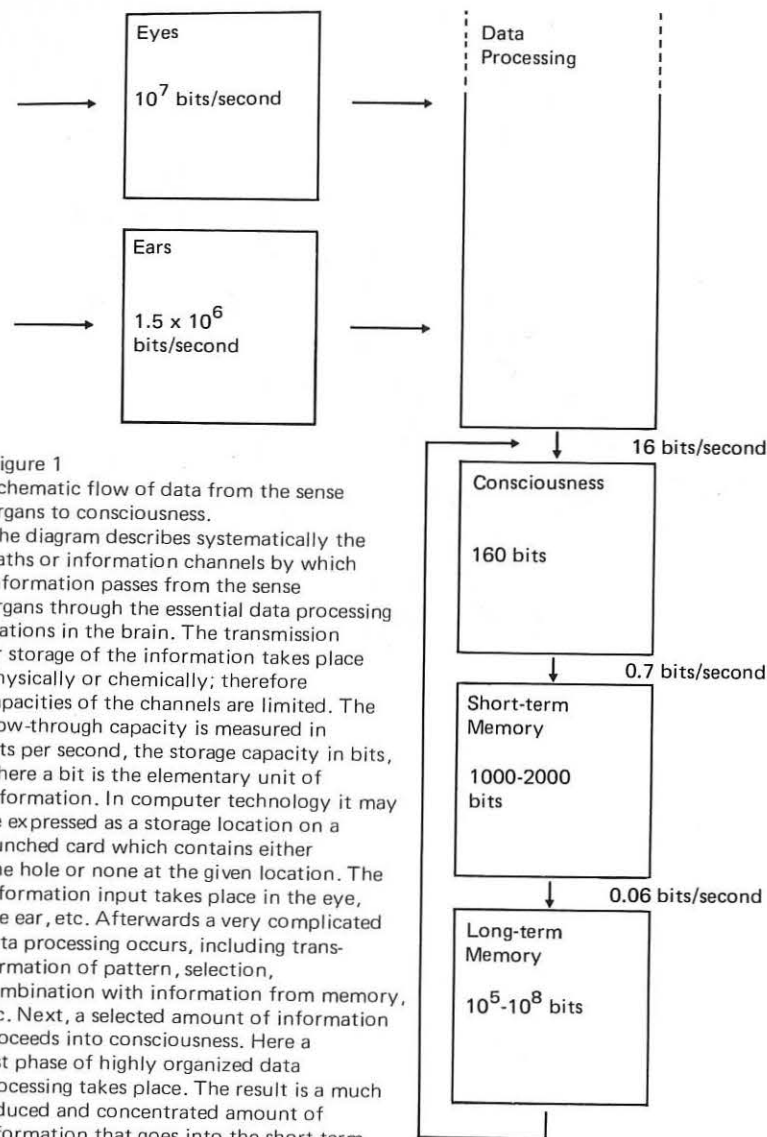 Eyes
10⁷ bits/second
Data
Processing
Ears
1.5 x 10⁶
bits/second
16 bits/second
Consciousness
160 bits
0.7 bits/second
Short-term
Memory
1000-2000
bits
0.06 bits/second
Long-term
Memory
10⁵-10⁸ bits
igure 1
chematic flow of data from the sense
rgans to consciousness.
he diagram describes systematically the
aths or information channels by which
nformation passes from the sense
rgans through the essential data processing
ations in the brain. The transmission
r storage of the information takes place
hysically or chemically; therefore
apacities of the channels are limited. The
ow-through capacity is measured in
its per second, the storage capacity in bits,
here a bit is the elementary unit of
formation. In computer technology it may
e expressed as a storage location on a
unched card which contains either
ne hole or none at the given location. The
formation input takes place in the eye,
e ear, etc. Afterwards a very complicated
ata processing occurs, including trans-
rmation of pattern, selection,
mbination with information from memory,
c. Next, a selected amount of information
oceeds into consciousness. Here a
st phase of highly organized data
ocessing takes place. The result is a much
duced and concentrated amount of
formation that goes into the short-term